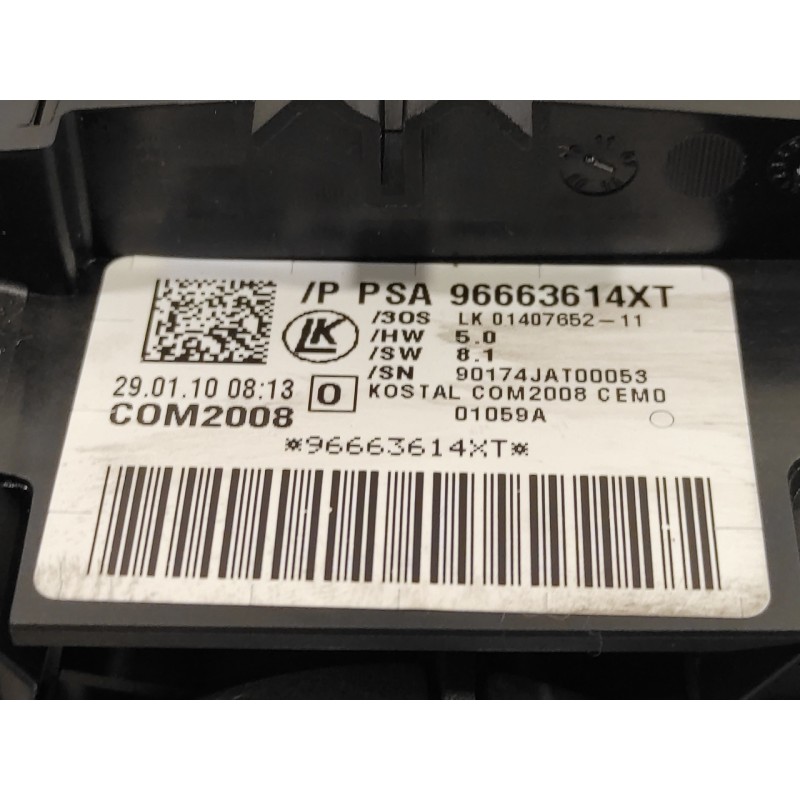 /P PSA 96663614XT
/3OS LK 01407652-11
LK
/HW 5.0
/SW 8.1
/SN 90174JAT00053
29.01.10 08:13 O KOSTAL COM2008 CEM0
COM2008 01059A
*96663614XT*